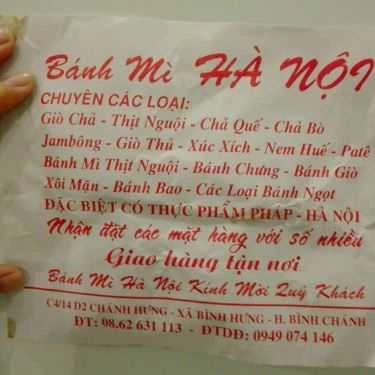 Bánh Mì HÀ NỘI
CHUYÊN CÁC LOẠI:
Giò Chả - Thịt Nguội - Chả Quế - Chả Bò
Jambông - Giò Thủ - Xúc Xích - Nem Huế - Patê
Bánh Mì Thịt Nguội - Bánh Chưng - Bánh Giò
Xôi Mặn - Bánh Bao - Các Loại Bánh Ngọt
ĐẶC BIỆT CÓ THỰC PHẨM PHÁP - HÀ NỘI
Nhận đặt các mặt hàng với số nhiều
Giao hàng tận nơi
Bánh Mì Hà Nội Kính Mời Quý Khách
C4/14 D2 CHÁNH HƯNG - XÃ BÌNH HƯNG - H. BÌNH CHÁNH
ĐT: 08.62 631 113 - ĐTDĐ: 0949 074 146